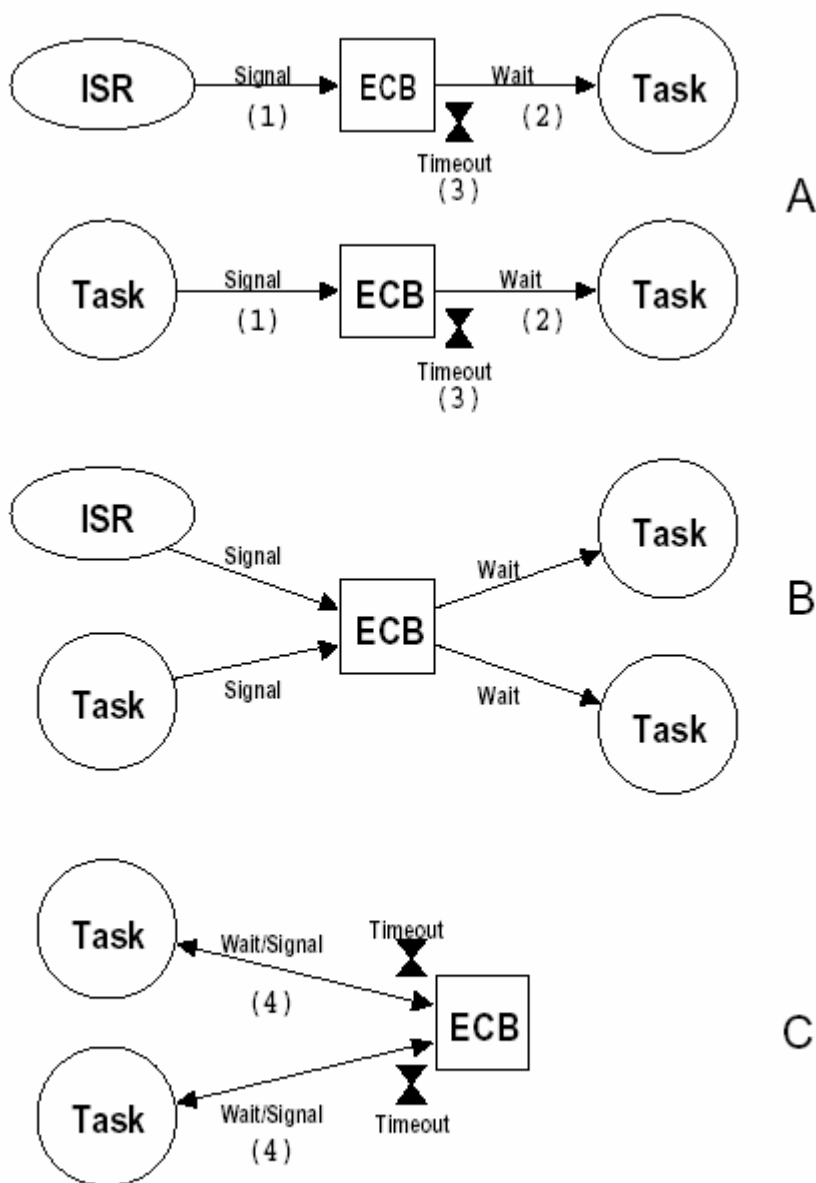 ISR
Signal
(1)
ECB
Wait
(2)
Task
Timeout
(3)
A
Task
Signal
(1)
ECB
Wait
(2)
Task
Timeout
(3)
ISR
Signal
Task
Signal
ECB
Wait
Task
Wait
Task
B
Task
Wait/Signal
(4)
Timeout
ECB
C
Task
Wait/Signal
(4)
Timeout